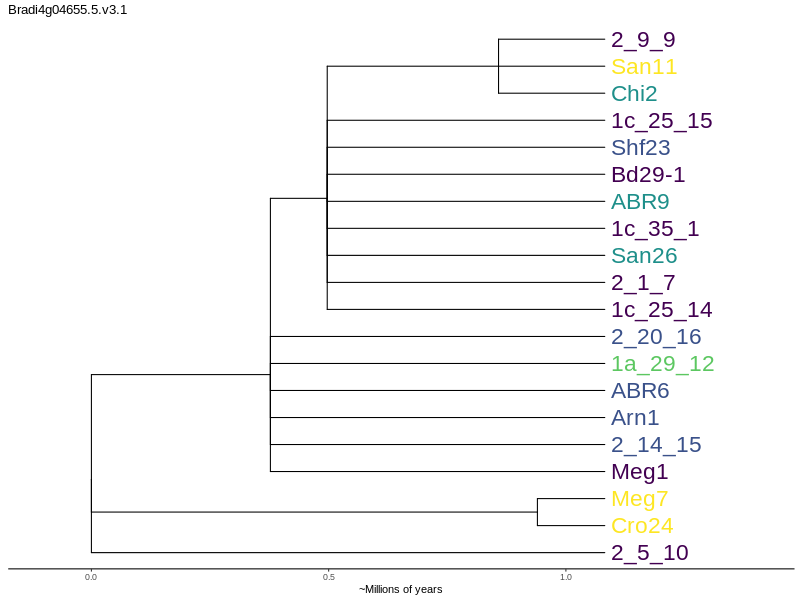 Bradi4g04655.5.v3.1
2_9_9
San11
Chi2
1c_25_15
Shf23
Bd29-1
ABR9
1c_35_1
San26
2_1_7
1c_25_14
2_20_16
1a_29_12
ABR6
Arn1
2_14_15
Meg1
Meg7
Cro24
2_5_10
0.0 0.5 1.0
~Millions of years